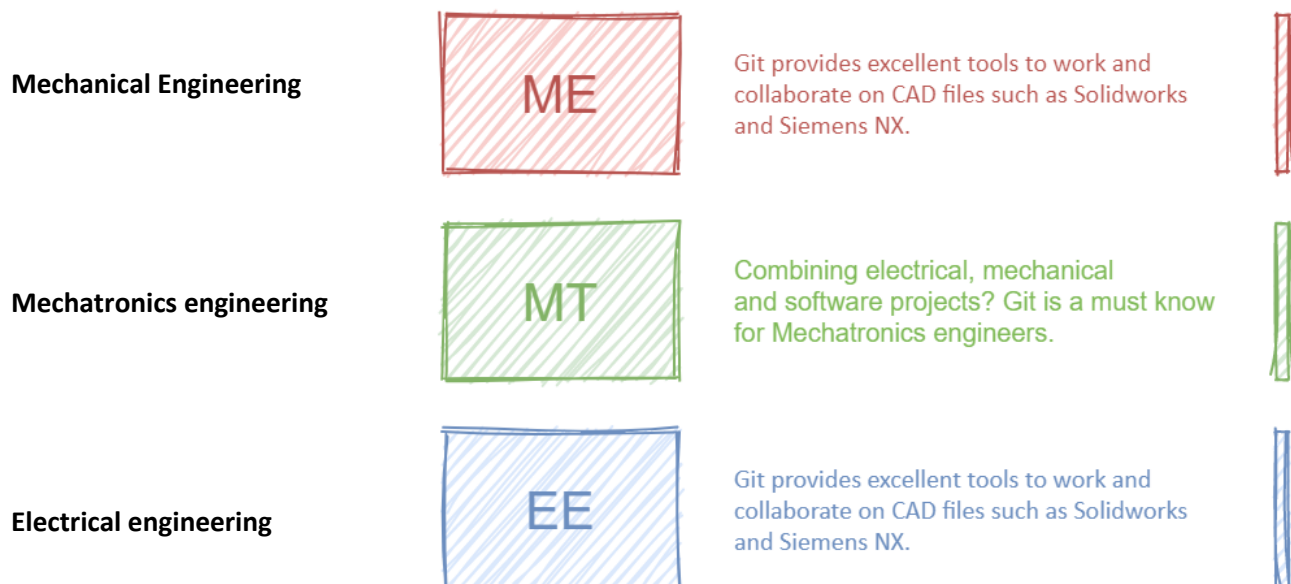 Mechanical Engineering
ME
Git provides excellent tools to work and
collaborate on CAD files such as Solidworks
and Siemens NX.
Mechatronics engineering
MT
Combining electrical, mechanical
and software projects? Git is a must know
for Mechatronics engineers.
Electrical engineering
EE
Git provides excellent tools to work and
collaborate on CAD files such as Solidworks
and Siemens NX.